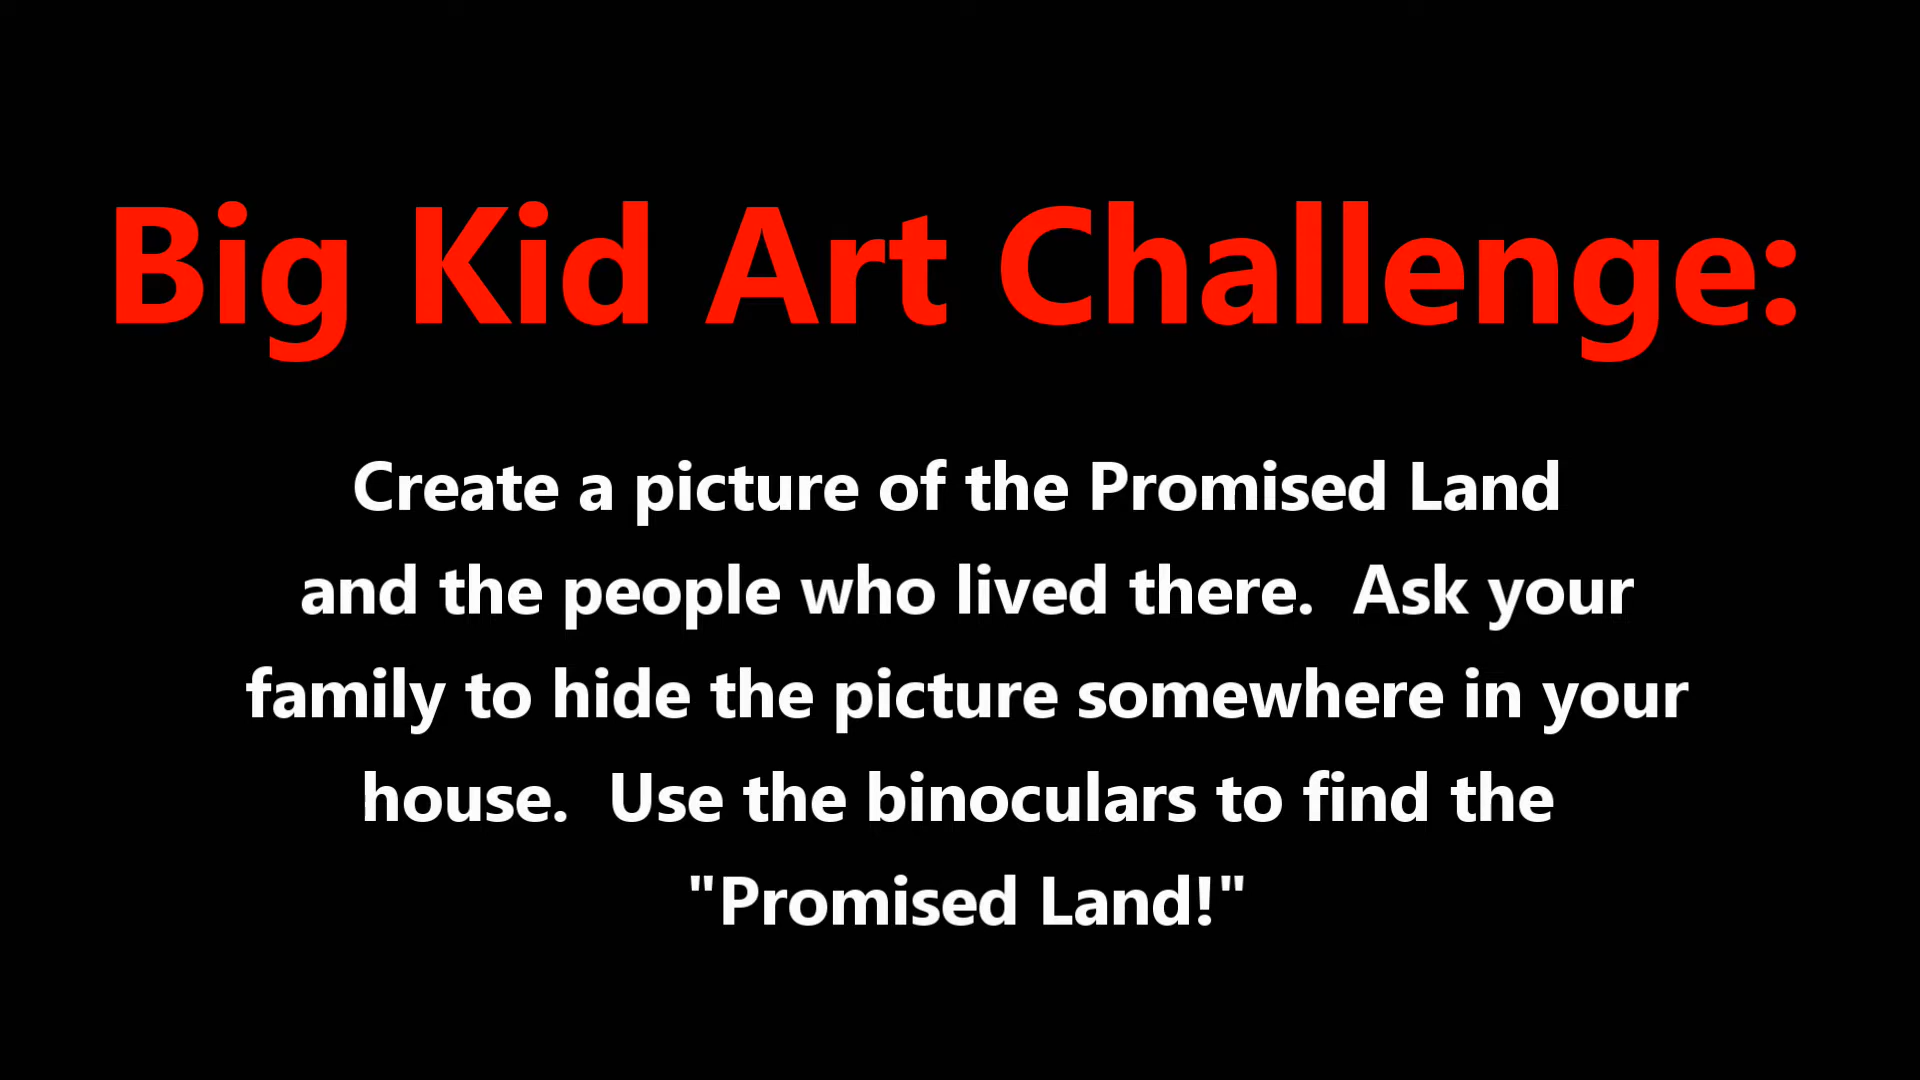 Big Kid Art Challenge:
Create a picture of the Promised Land
and the people who lived there.  Ask your
family to hide the picture somewhere in your
house.  Use the binoculars to find the
"Promised Land!"